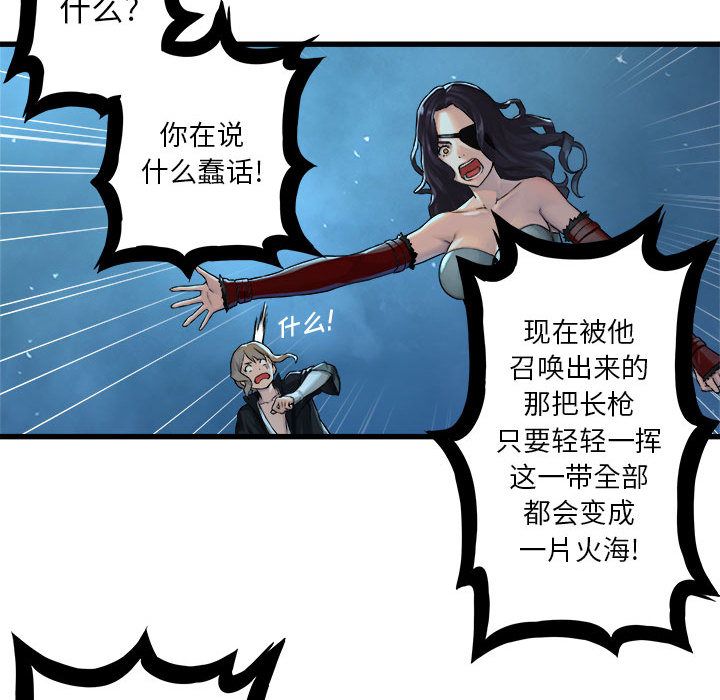 什么?
你在说
什么蠢话!
什么!
现在被他
召唤出来的
那把长枪
只要轻轻一挥
这一带全部
都会变成
一片火海!